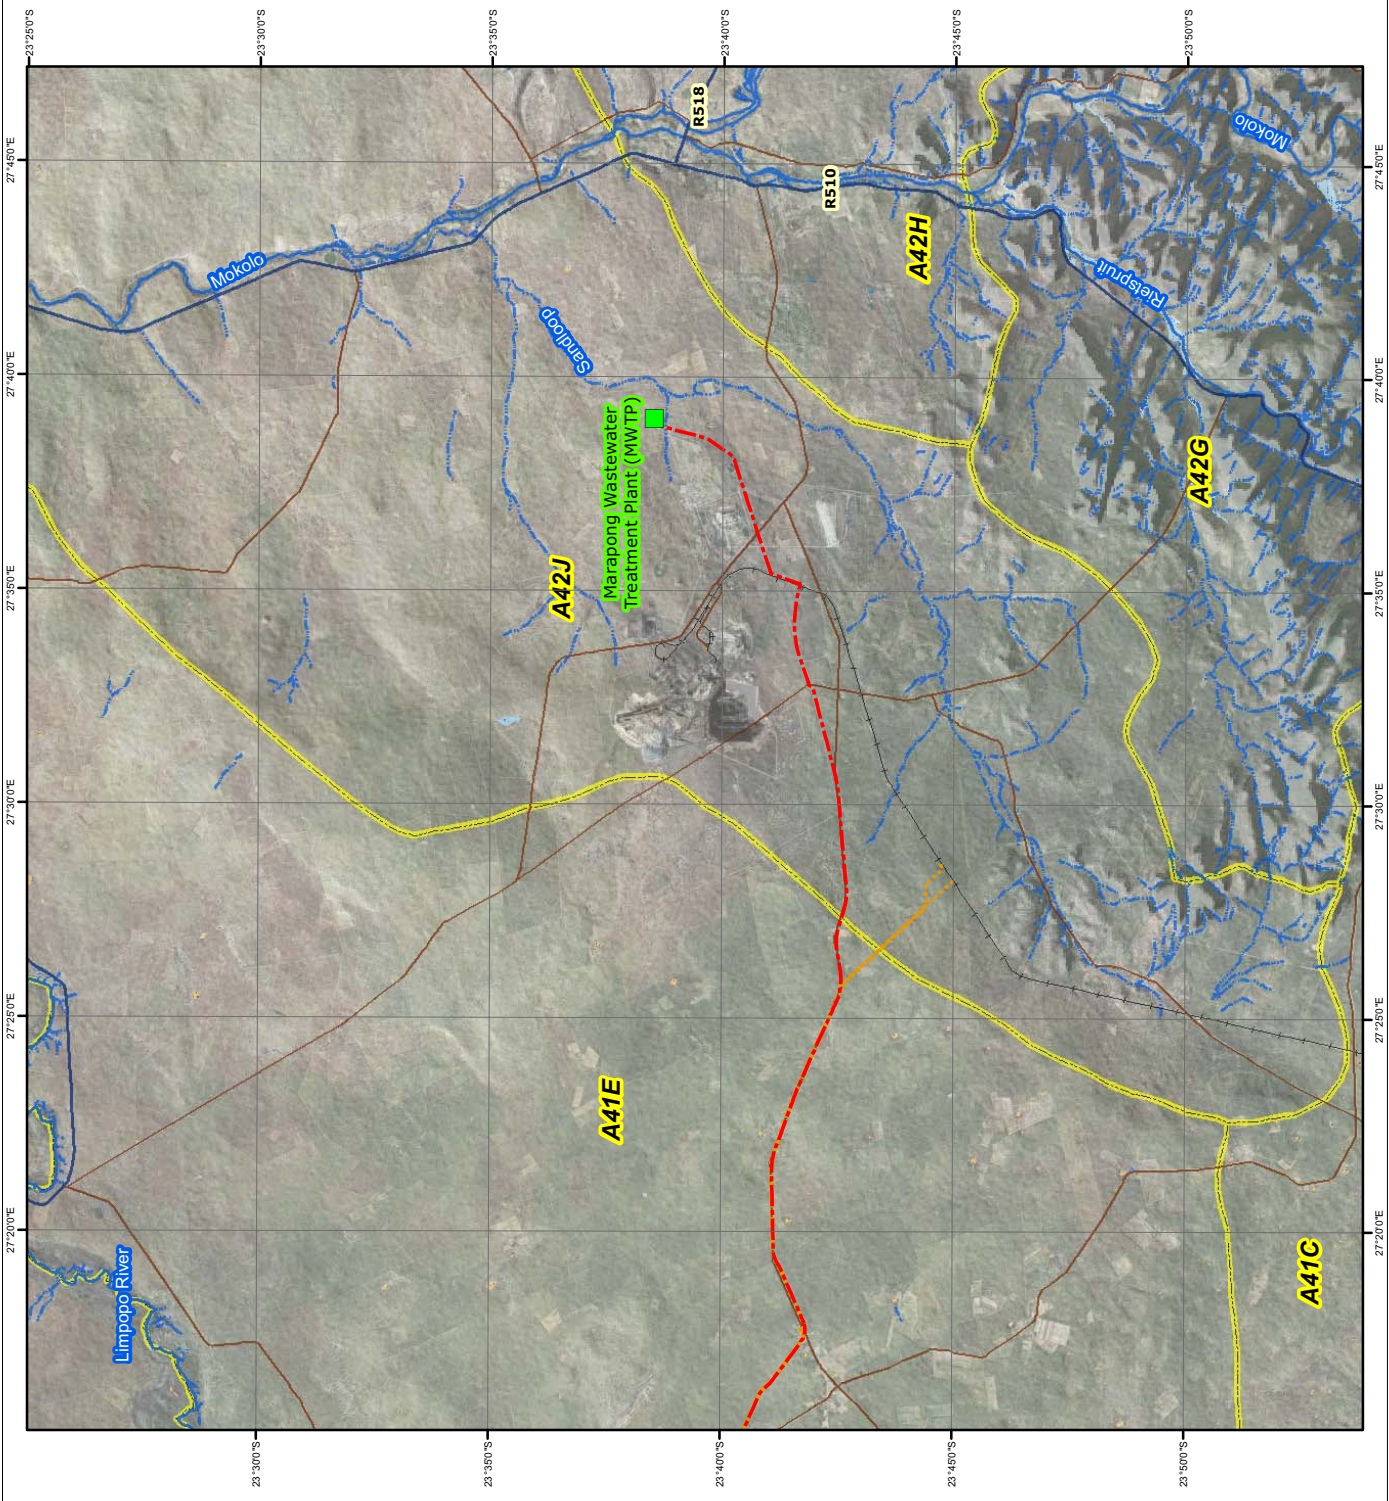 23°25'0"S
23°30'0"S
23°35'0"S
23°40'0"S
23°45'0"S
23°50'0"S
27°45'0"E
27°45'0"E
R518
Mokolo
R510
Mokolo
A42H
Rietspruit
Sandloop
27°40'0"E
27°40'0"E
Marapong Wastewater
Treatment Plant (MWTP)
A42G
A42J
27°35'0"E
27°35'0"E
27°30'0"E
27°30'0"E
27°25'0"E
27°25'0"E
A41E
27°20'0"E
27°20'0"E
Limpopo River
A41C
23°30'0"S
23°35'0"S
23°40'0"S
23°45'0"S
23°50'0"S